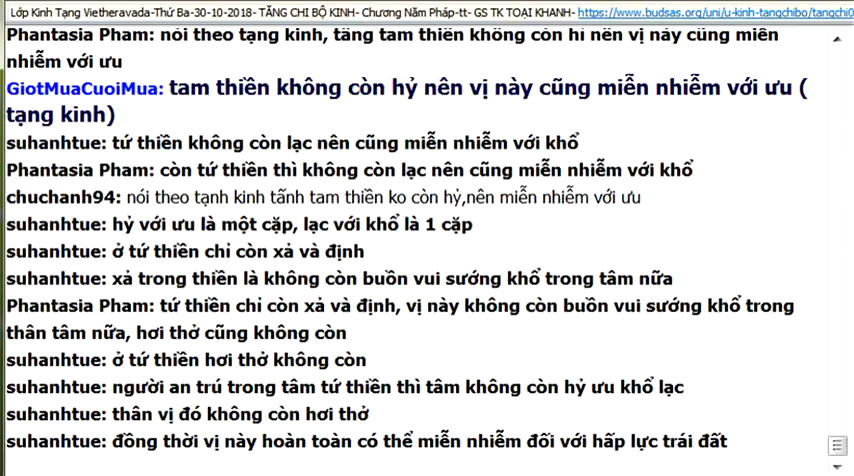 Lớp Kinh Tạng Vietheravada-Thứ Ba-30-10-2018- TĂNG CHI BỘ KINH- Chương Năm Pháp-tt- GS TK TOẠI KHANH- https://www.budsas.org/uni/u-kinh-tangchibo/tangchi0
Phantasia Pham: nói theo tạng kinh, tầng tam thiền không còn hỉ nên vị này cũng miễn
nhiễm với ưu
GiotMuaCuoiMua: tam thiền không còn hỷ nên vị này cũng miễn nhiễm với ưu (
tạng kinh)
suhanhtue: tứ thiền không còn lạc nên cũng miễn nhiễm với khổ
Phantasia Pham: còn tứ thiền thì không còn lạc nên cũng miễn nhiễm với khổ
chuchanh94: nói theo tạnh kinh tấnh tam thiền ko còn hỷ,nên miễn nhiễm với ưu
suhanhtue: hỷ với ưu là một cặp, lạc với khổ là 1 cặp
suhanhtue: ở tứ thiền chỉ còn xả và định
suhanhtue: xả trong thiền là không còn buồn vui sướng khổ trong tâm nữa
Phantasia Pham: tứ thiền chỉ còn xả và định, vị này không còn buồn vui sướng khổ trong
thân tâm nữa, hơi thở cũng không còn
suhanhtue: ở tứ thiền hơi thở không còn
suhanhtue: người an trú trong tâm tứ thiền thì tâm không còn hỷ ưu khổ lạc
suhanhtue: thân vị đó không còn hơi thở
suhanhtue: đồng thời vị này hoàn toàn có thể miễn nhiễm đối với hấp lực trái đất